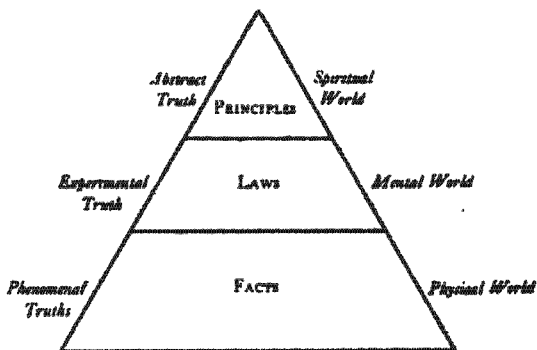 Abstract
Truth
Spiritual
World
PRINCIPLES
Experimental
Truth
LAWS
Mental World
Phenomenal
Truths
FACTS
Physical World